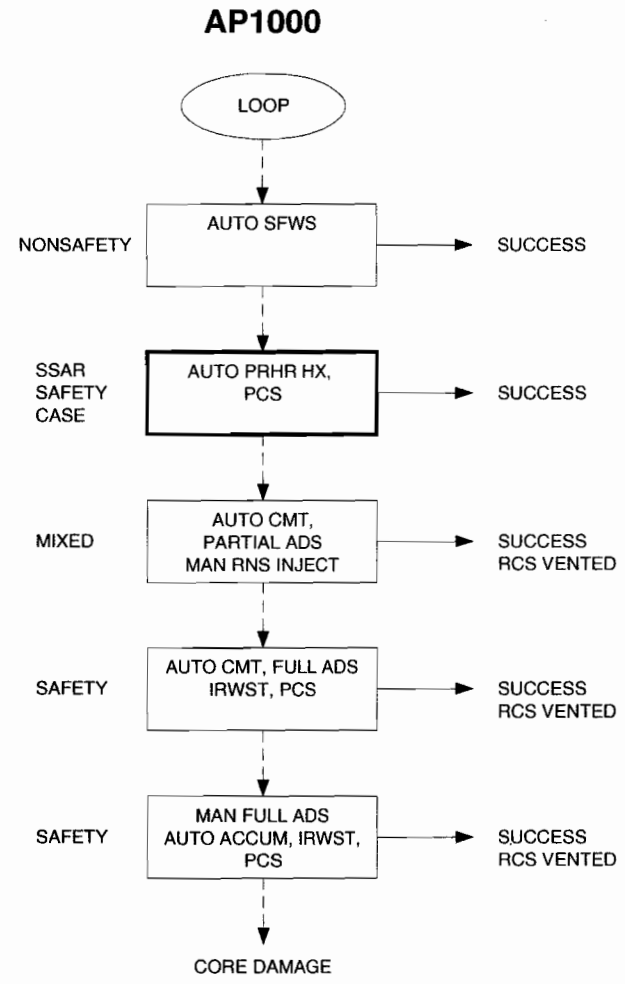 AP1000
LOOP
AUTO SFWS
NONSAFETY
SUCCESS
SSAR
SAFETY
CASE
AUTO PRHR HX,
PCS
SUCCESS
MIXED
AUTO CMT,
PARTIAL ADS
MAN RNS INJECT
SUCCESS
RCS VENTED
SAFETY
AUTO CMT, FULL ADS
IRWST, PCS
SUCCESS
RCS VENTED
SAFETY
MAN FULL ADS
AUTO ACCUM, IRWST,
PCS
SUCCESS
RCS VENTED
CORE DAMAGE